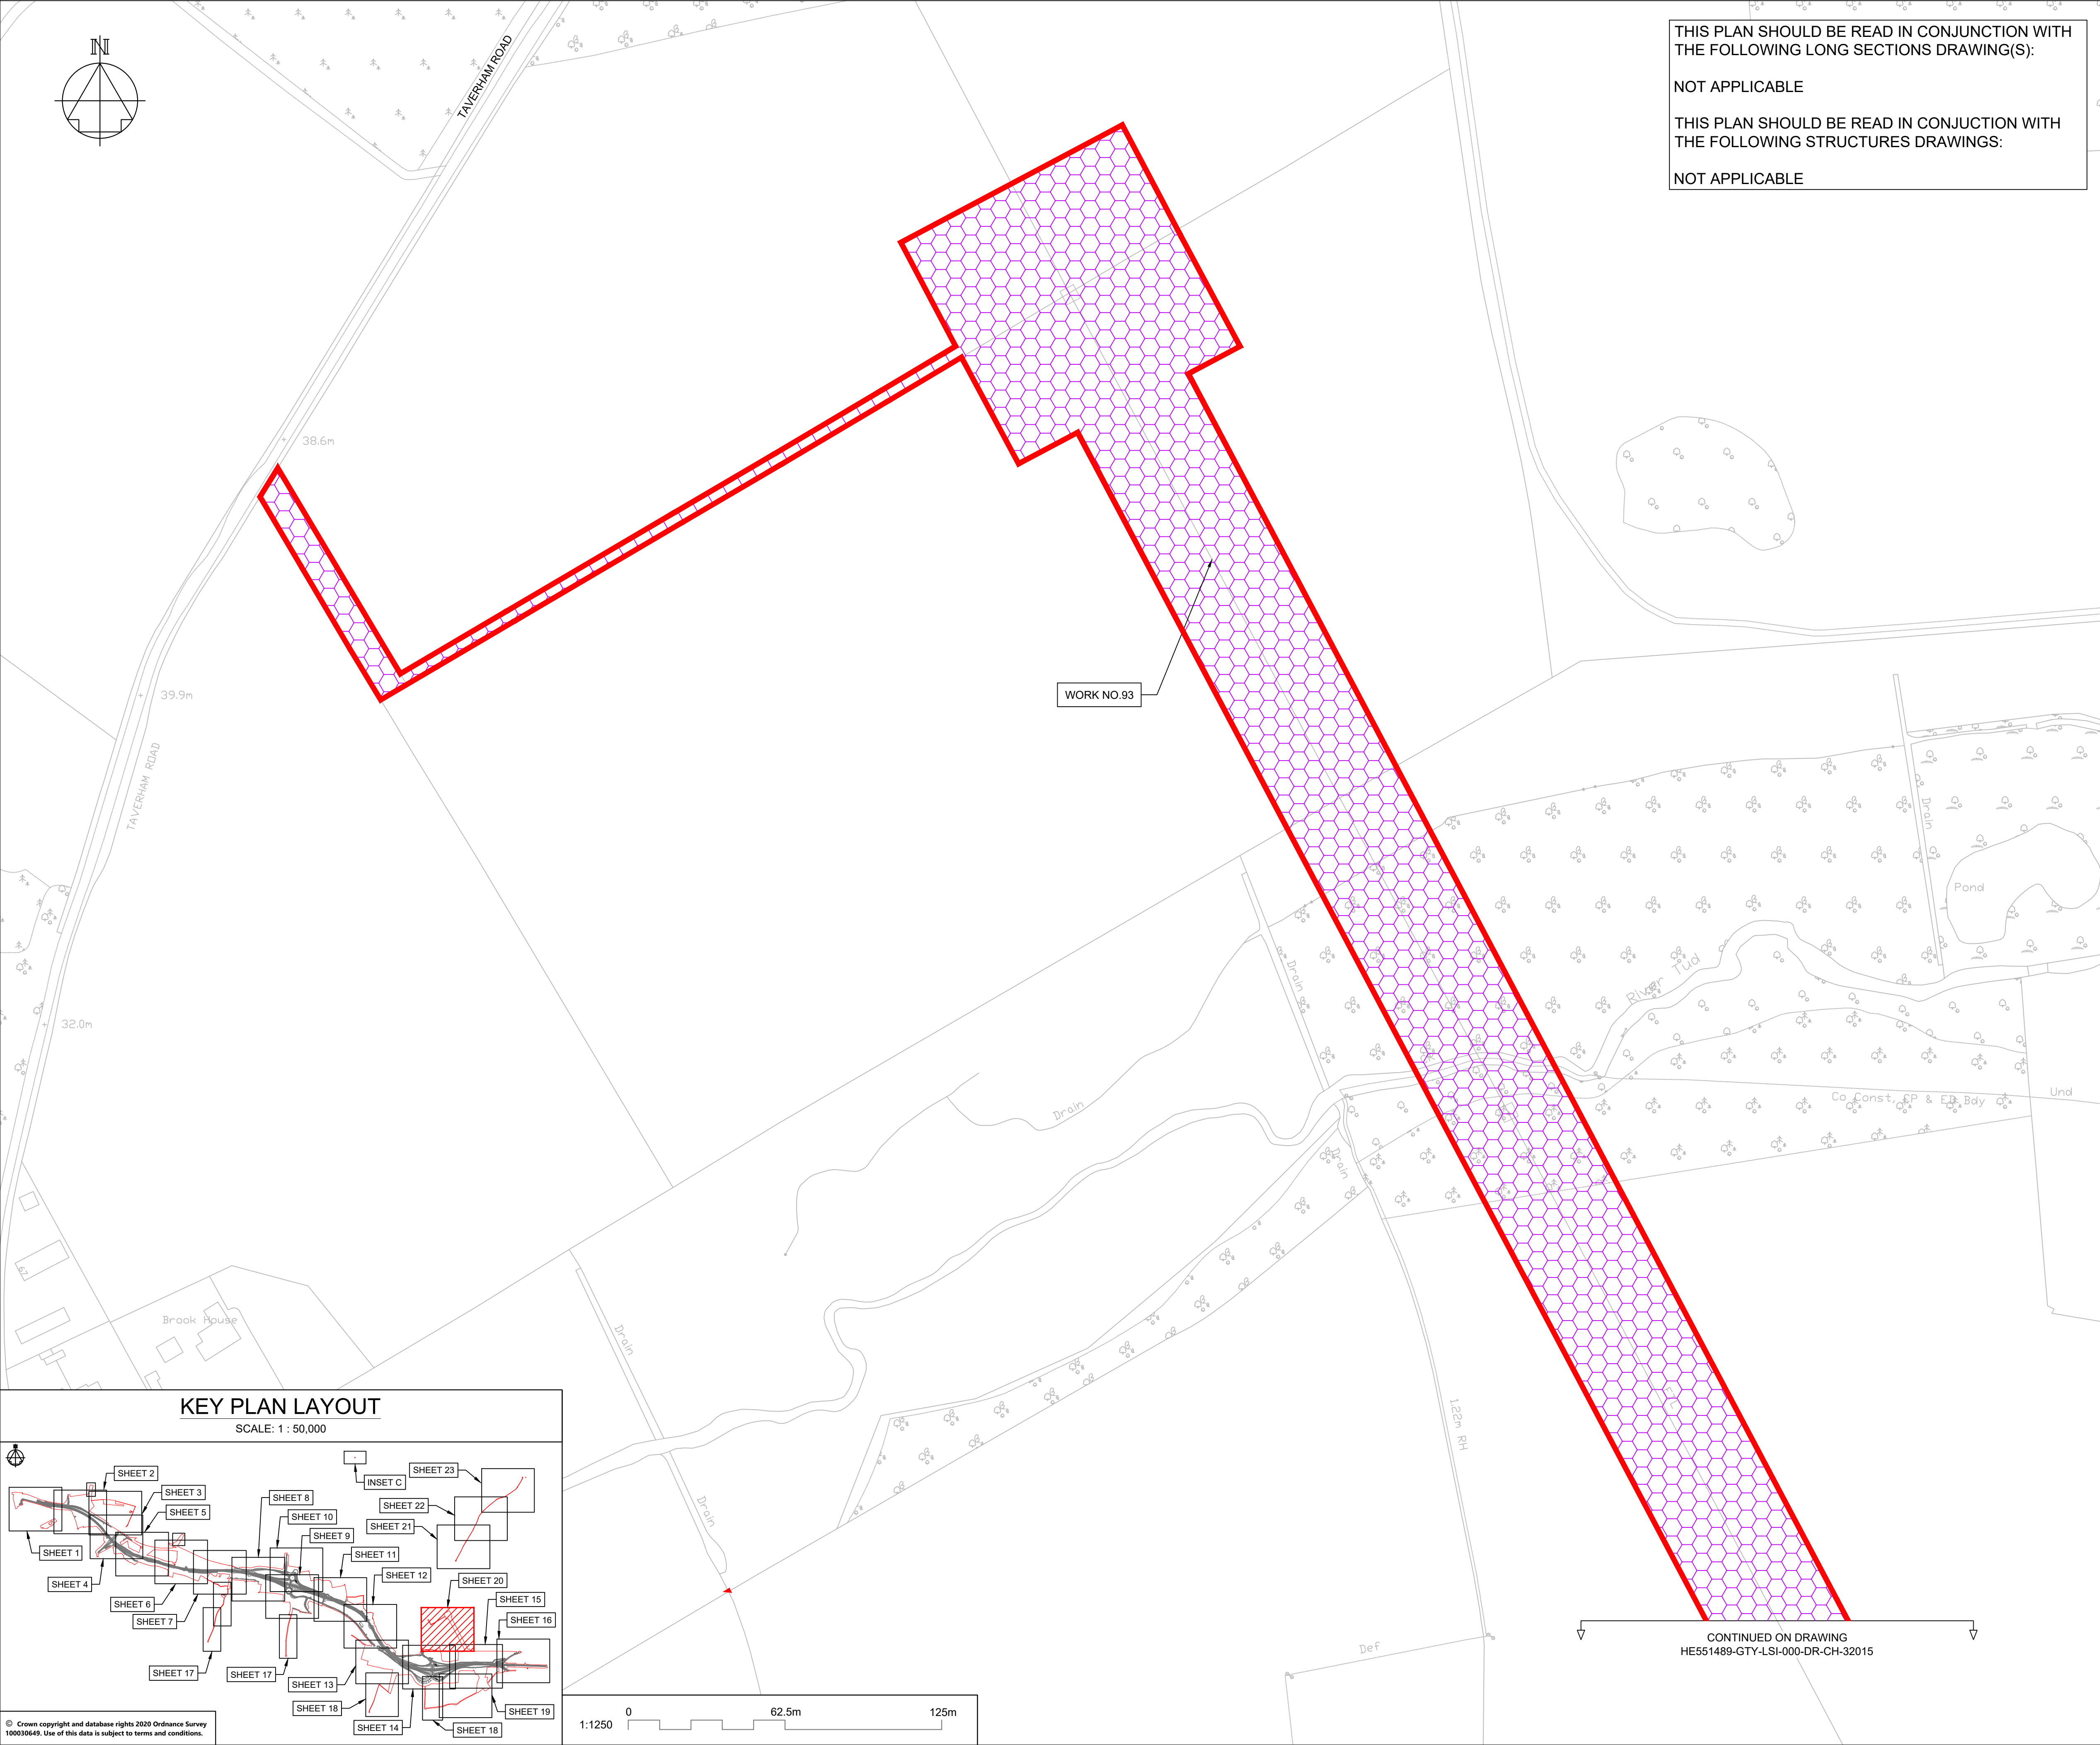 N
TAVERHAM ROAD
THIS PLAN SHOULD BE READ IN CONJUNCTION WITH
THE FOLLOWING LONG SECTIONS DRAWING(S):
NOT APPLICABLE
THIS PLAN SHOULD BE READ IN CONJUCTION WITH
THE FOLLOWING STRUCTURES DRAWINGS:
NOT APPLICABLE
38.6m
39.9m
TAVERHAM ROAD
32.0m
WORK NO.93
Drain
Pond
Drain
River Tud
Drain
Co Const, CP & ED Bdy
Und
Drain
67
Brook House
Drain
Drain
1.22m RH
Def
CONTINUED ON DRAWING
HE551489-GTY-LSI-000-DR-CH-32015
KEY PLAN LAYOUT
SCALE: 1 : 50,000
INSET C
SHEET 23
SHEET 2
SHEET 3
SHEET 8
SHEET 22
SHEET 5
SHEET 10
SHEET 21
SHEET 9
SHEET 1
SHEET 11
SHEET 12
SHEET 20
SHEET 4
SHEET 15
SHEET 6
SHEET 16
SHEET 7
SHEET 17
SHEET 17
SHEET 13
SHEET 18
SHEET 19
SHEET 14
SHEET 18
© Crown copyright and database rights 2020 Ordnance Survey
100030649. Use of this data is subject to terms and conditions.
1:1250
0
62.5m
125m